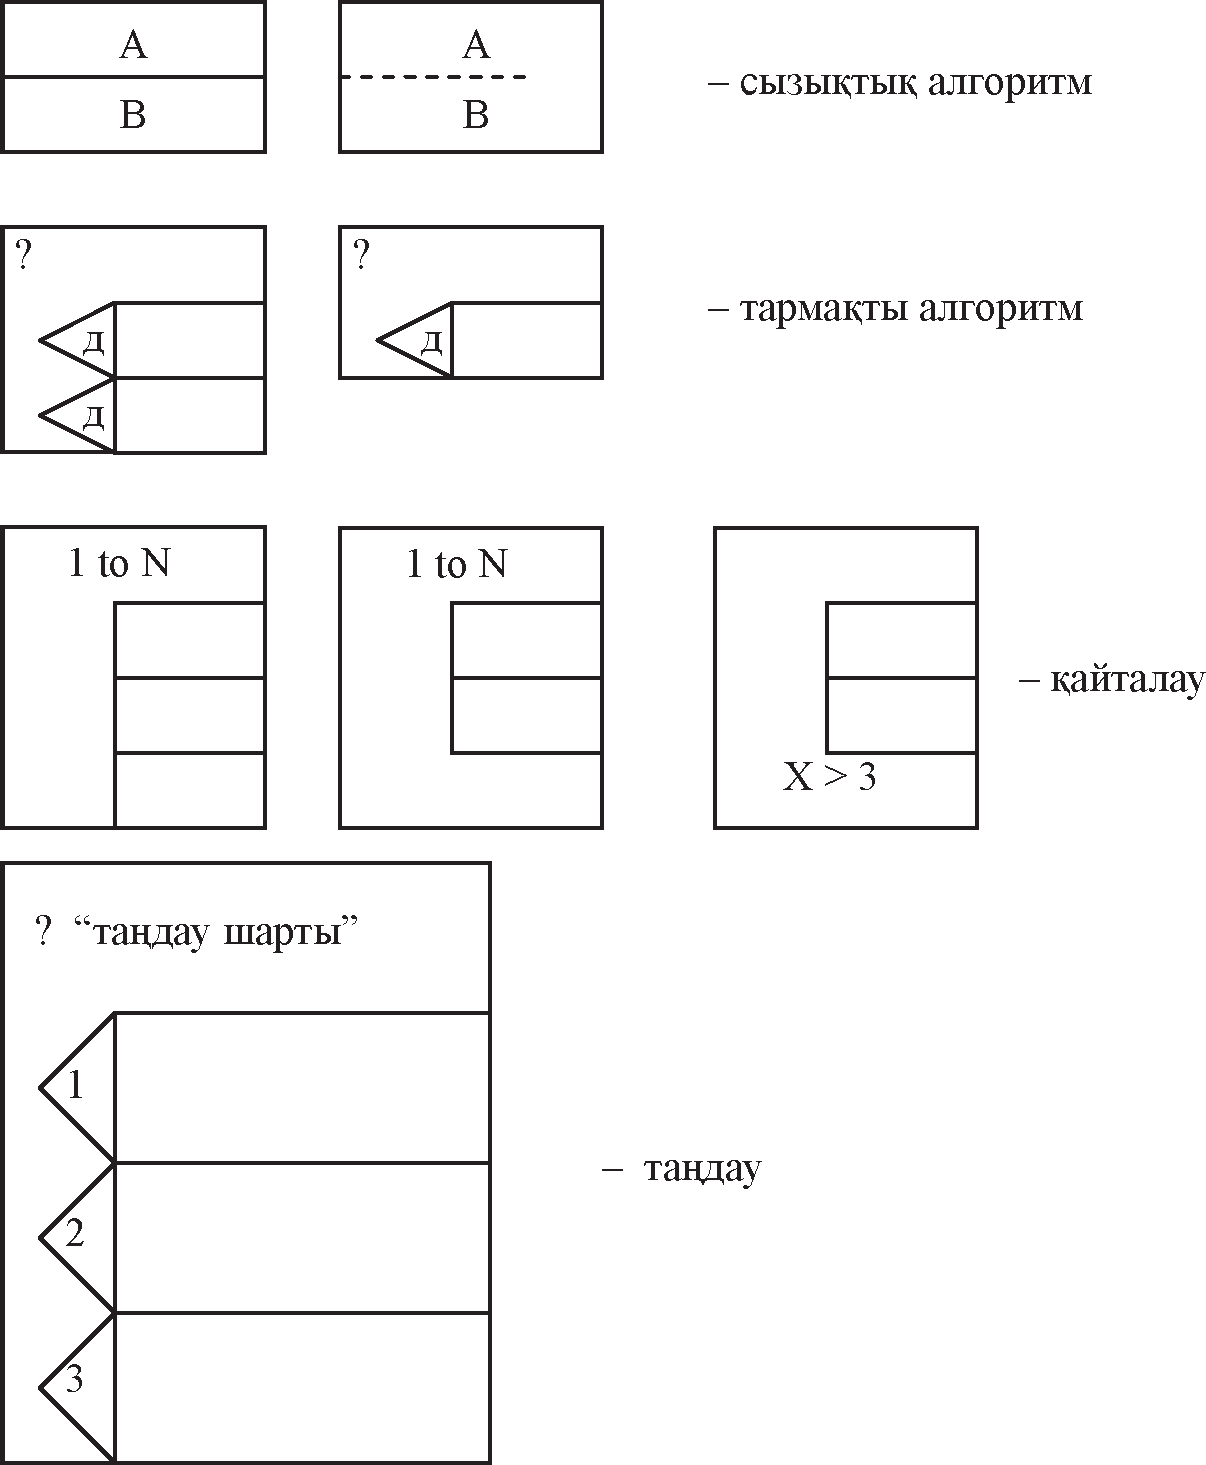 A A
B B
– сызықтық алгоритм
? ?
д д
д
– тармақты алгоритм
1 to N 1 to N
X > 3
– қайталау
? “таңдау шарты”
1
2
3
– таңдау